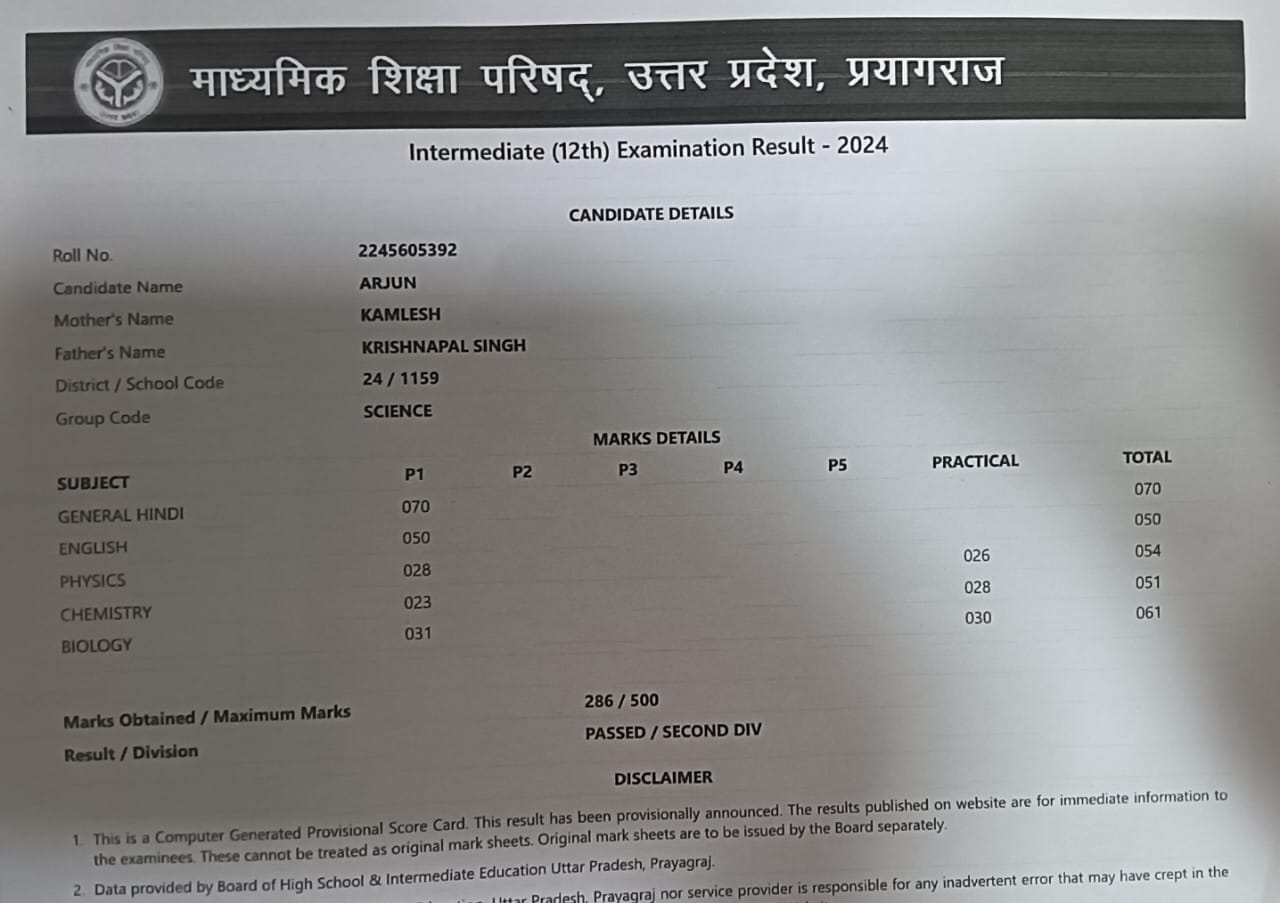 माध्यमिक शिक्षा परिषद्, उत्तर प्रदेश, प्रयागराज
Intermediate (12th) Examination Result - 2024
CANDIDATE DETAILS
Roll No. 2245605392
Candidate Name ARJUN
Mother's Name KAMLESH
Father's Name KRISHNAPAL SINGH
District / School Code 24 / 1159
Group Code SCIENCE
MARKS DETAILS
SUBJECT P1 P2 P3 P4 P5 PRACTICAL TOTAL
GENERAL HINDI 070 070
ENGLISH 050 050
PHYSICS 028 026 054
CHEMISTRY 023 028 051
BIOLOGY 031 030 061
Marks Obtained / Maximum Marks 286 / 500
Result / Division PASSED / SECOND DIV
DISCLAIMER
1. This is a Computer Generated Provisional Score Card. This result has been provisionally announced. The results published on website are for immediate information to
the examinees. These cannot be treated as original mark sheets. Original mark sheets are to be issued by the Board separately.
2. Data provided by Board of High School & Intermediate Education Uttar Pradesh, Prayagraj.
Uttar Pradesh, Prayagraj nor service provider is responsible for any inadvertent error that may have crept in the